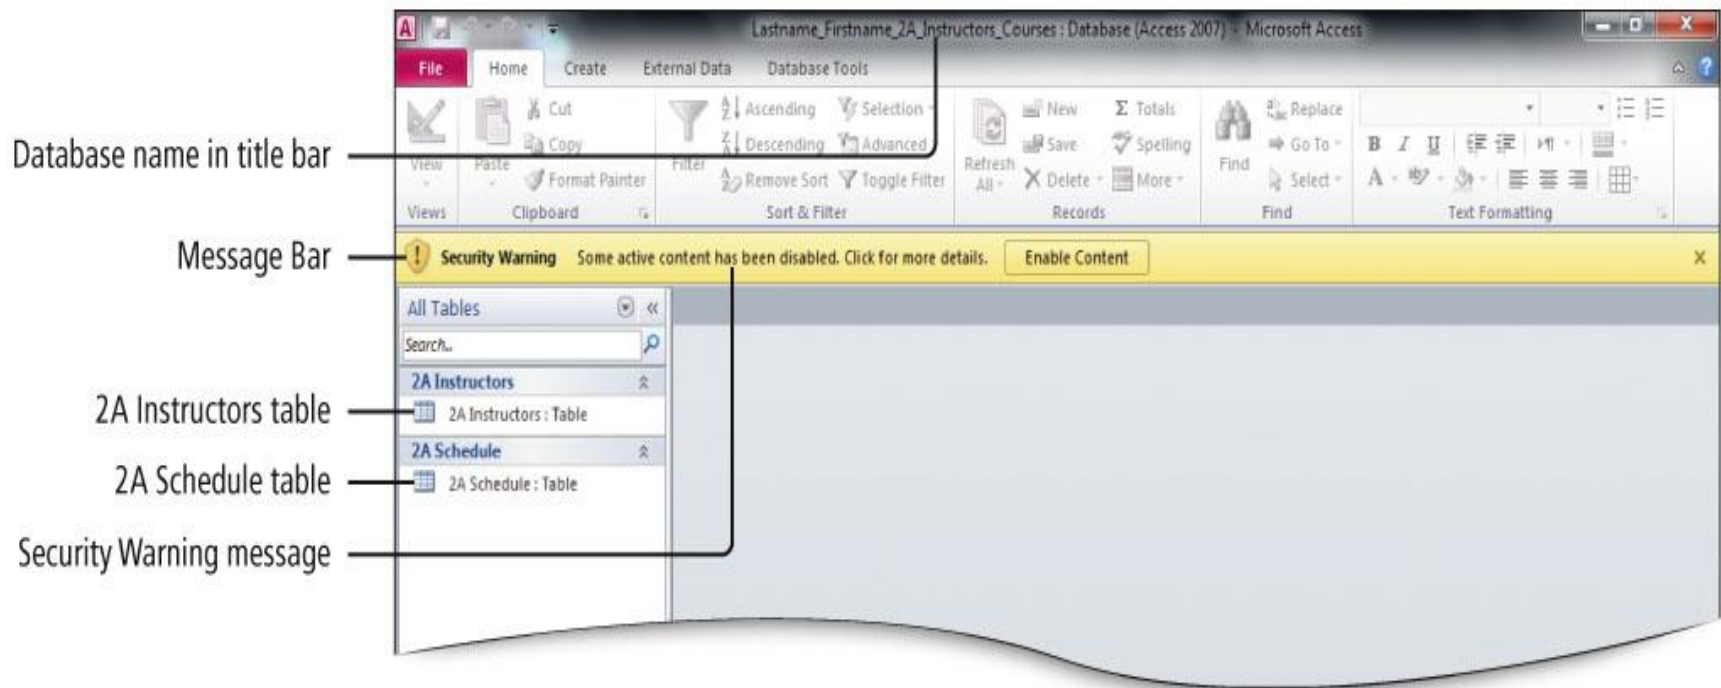 Lastname_Firstname_2A_Instructors_Courses : Database (Access 2007) - Microsoft Access
File Home Create External Data Database Tools
Cut Ascending Selection New Σ Totals Replace
Copy Descending Advanced Save Spelling Go To
View Paste Format Painter Filter Remove Sort Toggle Filter Refresh All Delete More Find Select
B I U
A
Views Clipboard Sort & Filter Records Find Text Formatting
Database name in title bar
Message Bar
Security Warning Some active content has been disabled. Click for more details. Enable Content
All Tables
Search...
2A Instructors
2A Instructors table
2A Instructors : Table
2A Schedule
2A Schedule table
2A Schedule : Table
Security Warning message